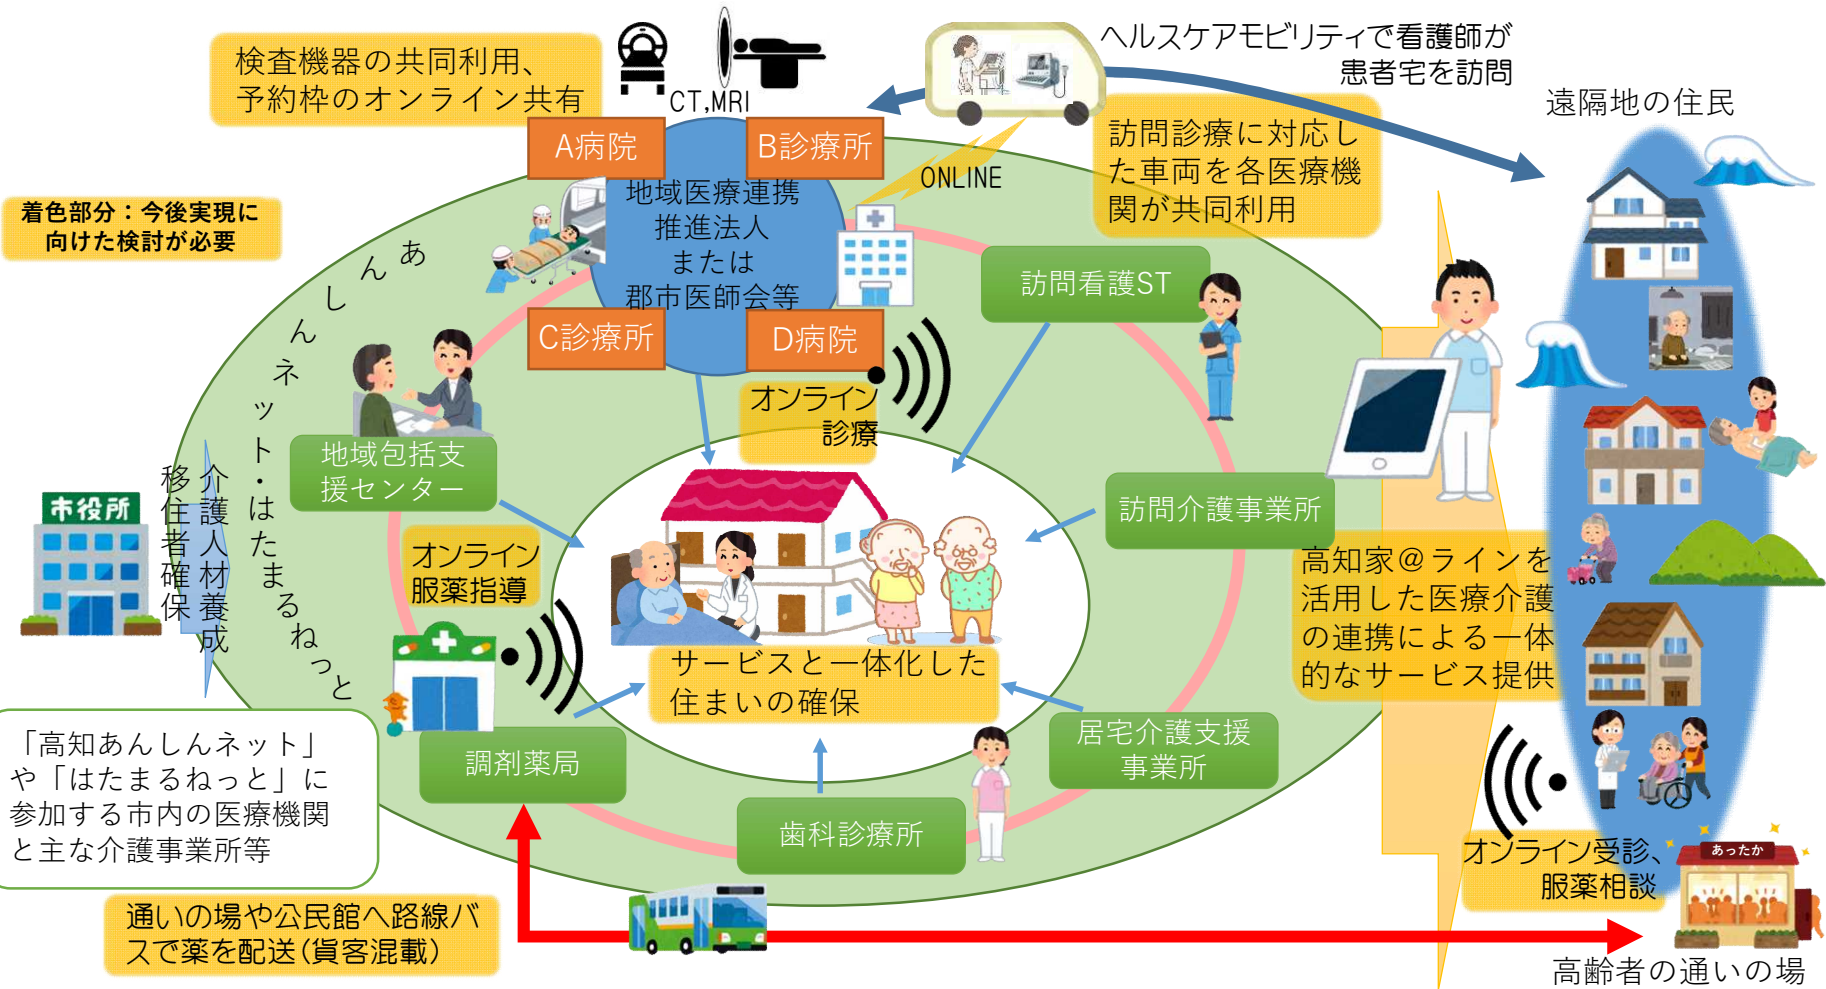 検査機器の共同利用、
予約枠のオンライン共有
CT,MRI
ヘルスケアモビリティで看護師が
患者宅を訪問
遠隔地の住民
A病院
B診療所
訪問診療に対応し
た車両を各医療機
関が共同利用
ONLINE
地域医療連携
推進法人
または
郡市医師会等
着色部分：今後実現に
向けた検討が必要
あんしんネット・はたまるねっと
訪問看護ST
C診療所
D病院
オンライン
診療
地域包括支
援センター
市役所
介護人材養成
移住者確保
訪問介護事業所
オンライン
服薬指導
高知家＠ラインを
活用した医療介護
の連携による一体
的なサービス提供
サービスと一体化した
住まいの確保
「高知あんしんネット」
や「はたまるねっと」に
参加する市内の医療機関
と主な介護事業所等
調剤薬局
居宅介護支援
事業所
歯科診療所
オンライン受診、
服薬相談
あったか
通いの場や公民館へ路線バ
スで薬を配送(貨客混載)
高齢者の通いの場